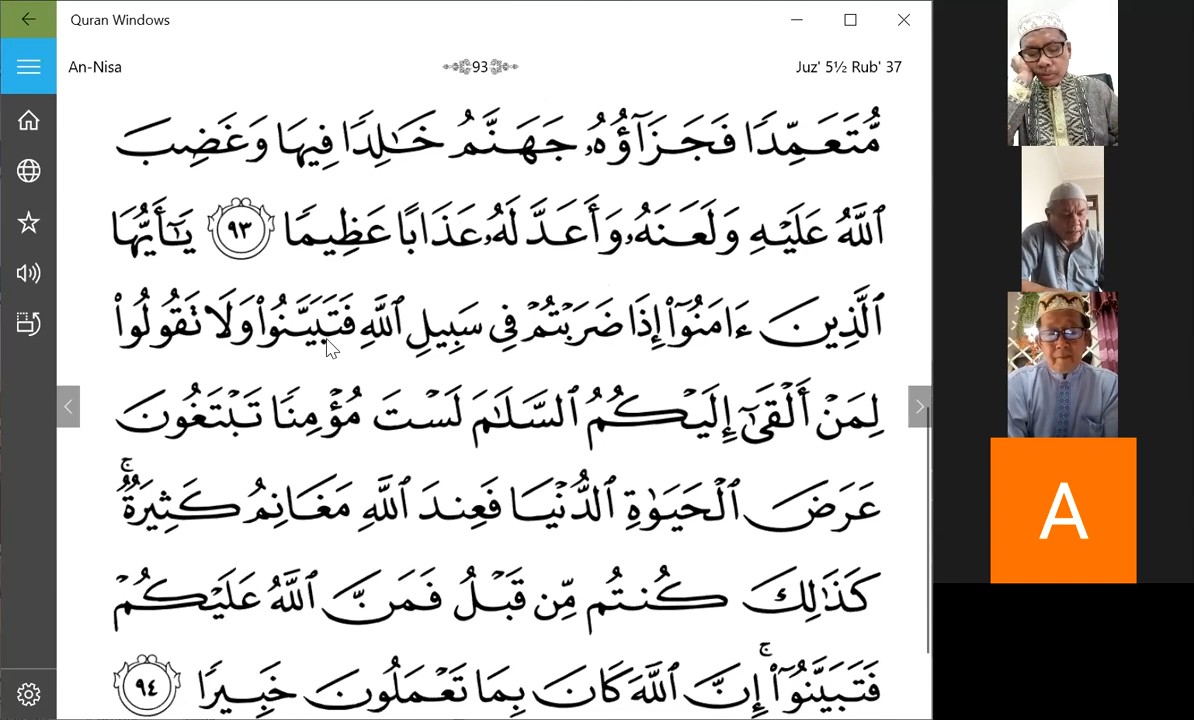 Quran Windows
An-Nisa
93
Juz' 5½ Rub' 37
مُّتَعَمِّدًا فَجَزَآؤُهُۥ جَهَنَّمُ خَـٰلِدًا فِيهَا وَغَضِبَ
ٱللَّهُ عَلَيْهِ وَلَعَنَهُۥ وَأَعَدَّ لَهُۥ عَذَابًا عَظِيمًا ٩٣ يَـٰٓأَيُّهَا
ٱلَّذِينَ ءَامَنُوٓا۟ إِذَا ضَرَبْتُمْ فِى سَبِيلِ ٱللَّهِ فَتَبَيَّنُوا۟ وَلَا تَقُولُوا۟
لِمَنْ أَلْقَىٰٓ إِلَيْكُمُ ٱلسَّلَـٰمَ لَسْتَ مُؤْمِنًا تَبْتَغُونَ
عَرَضَ ٱلْحَيَوٰةِ ٱلدُّنْيَا فَعِندَ ٱللَّهِ مَغَانِمُ كَثِيرَةٌ ۚ
كَذَٰلِكَ كُنتُم مِّن قَبْلُ فَمَنَّ ٱللَّهُ عَلَيْكُمْ
فَتَبَيَّنُوٓا۟ ۚ إِنَّ ٱللَّهَ كَانَ بِمَا تَعْمَلُونَ خَبِيرًا ٩٤
A